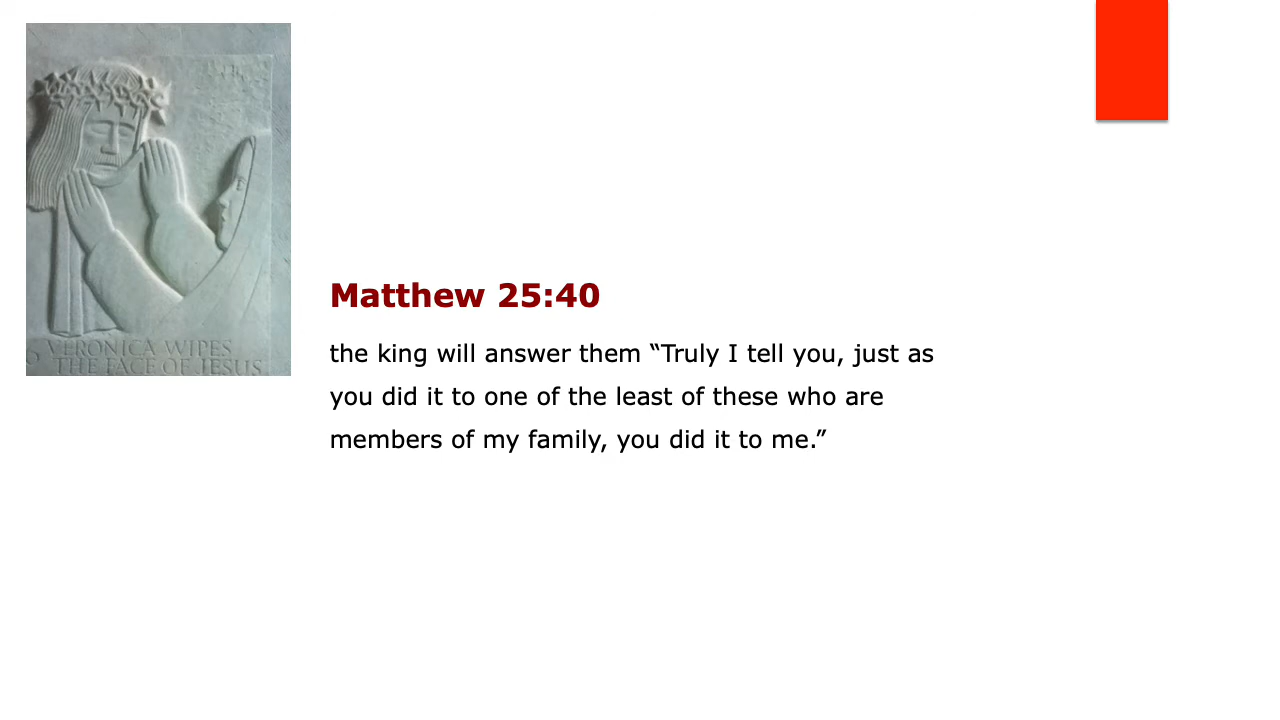 VERONICA WIPES
THE FACE OF JESUS
Matthew 25:40
the king will answer them “Truly I tell you, just as
you did it to one of the least of these who are
members of my family, you did it to me.”